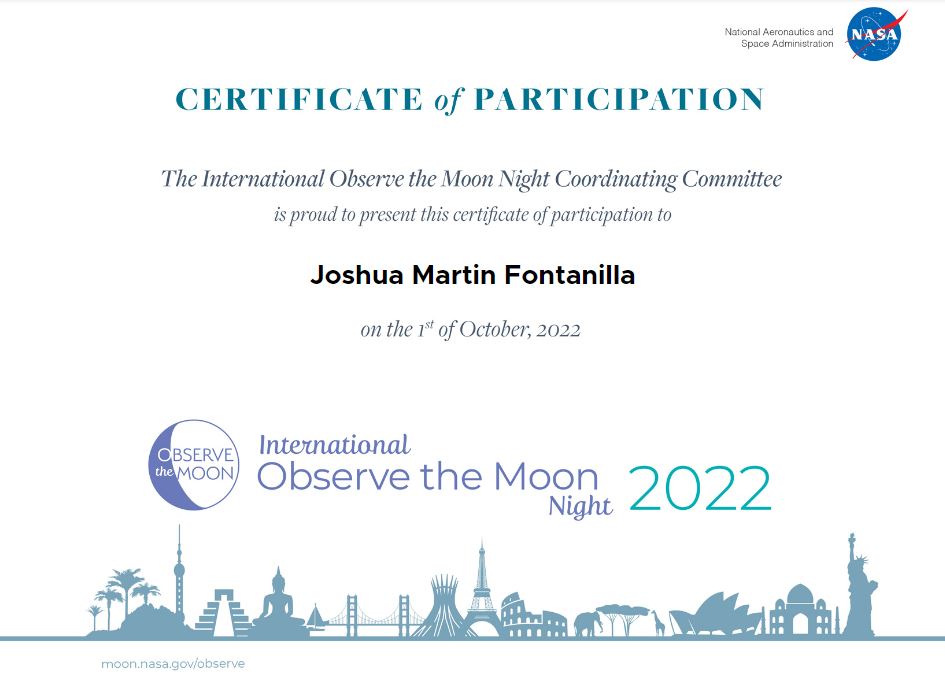 National Aeronautics and
Space Administration
NASA
CERTIFICATE of PARTICIPATION
The International Observe the Moon Night Coordinating Committee
is proud to present this certificate of participation to
Joshua Martin Fontanilla
on the 1st of October, 2022
OBSERVE
the MOON
International
Observe the Moon
Night
2022
moon.nasa.gov/observe